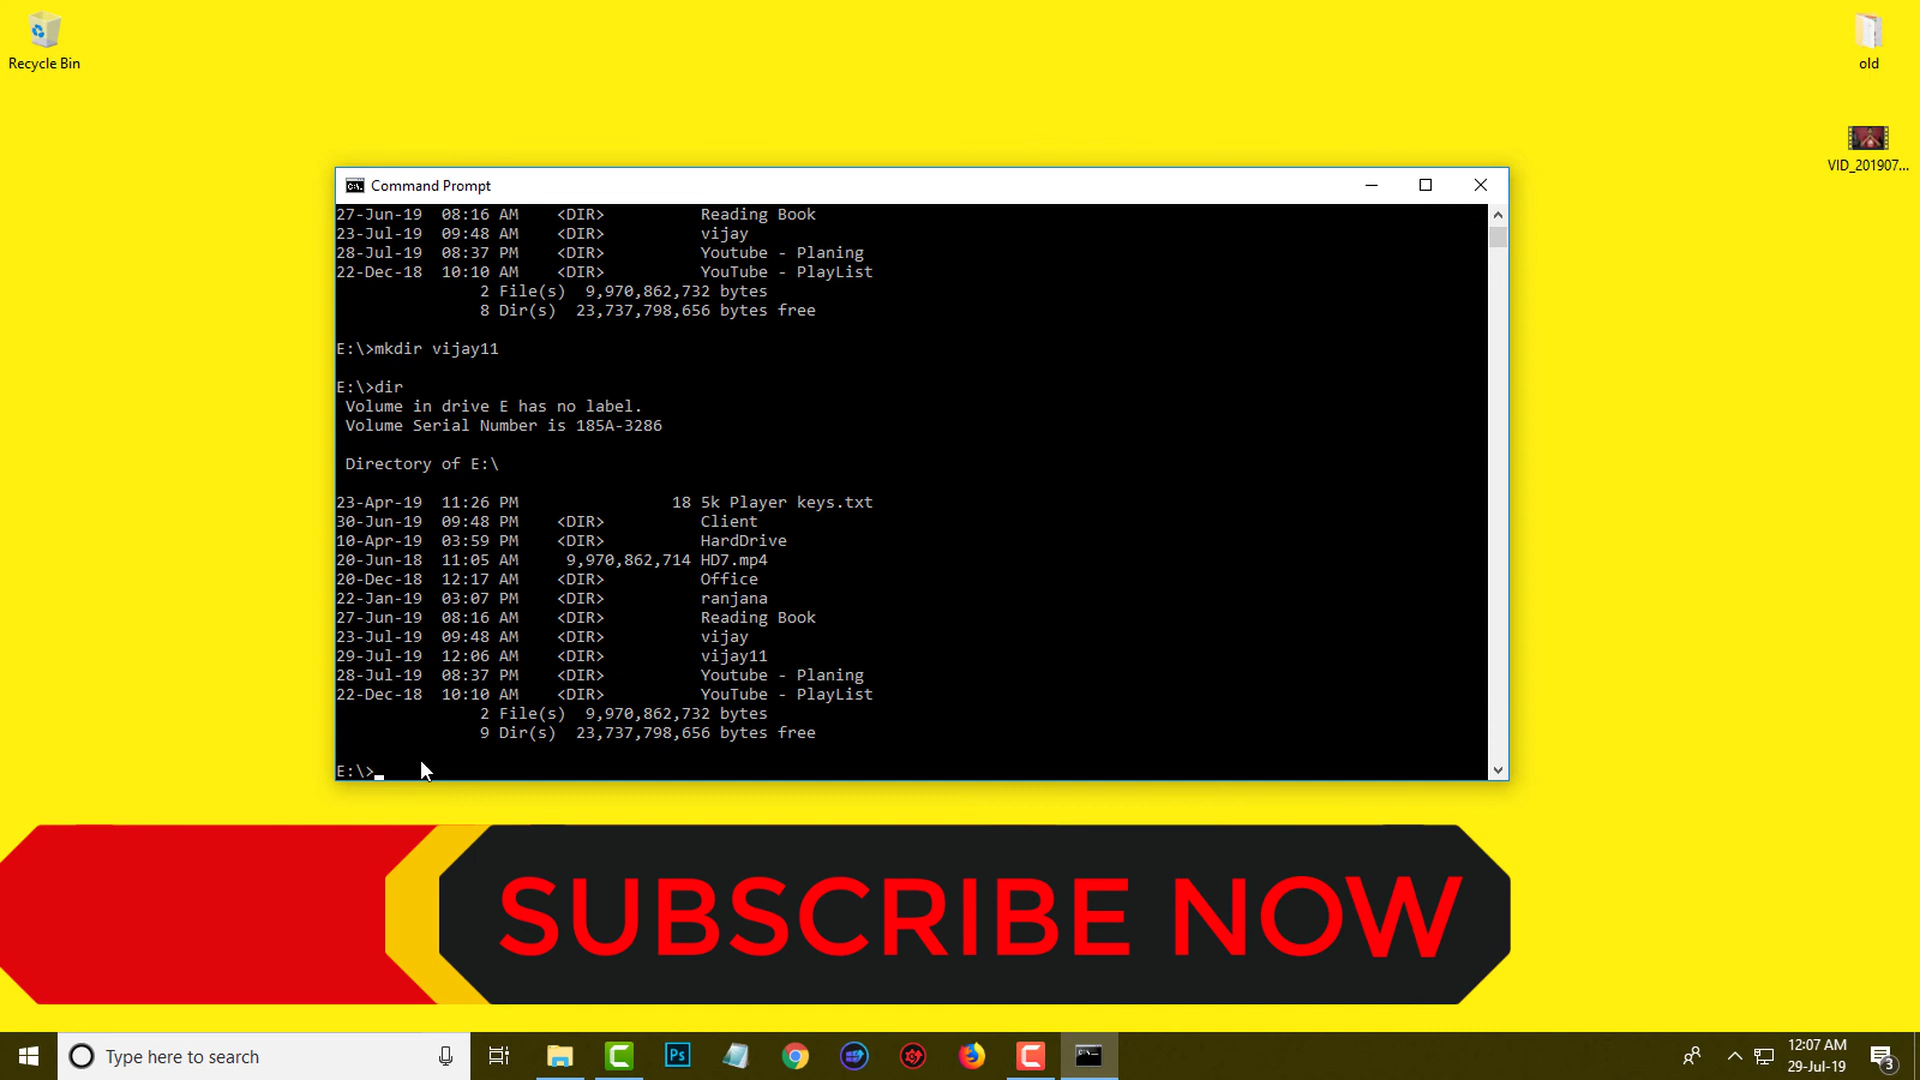 Recycle Bin
old
VID_201907...
Command Prompt
27-Jun-19  08:16 AM    <DIR>          Reading Book
23-Jul-19  09:48 AM    <DIR>          vijay
28-Jul-19  08:37 PM    <DIR>          Youtube - Planing
22-Dec-18  10:10 AM    <DIR>          YouTube - PlayList
               2 File(s)  9,970,862,732 bytes
               8 Dir(s)  23,737,798,656 bytes free
E:\>mkdir vijay11
E:\>dir
 Volume in drive E has no label.
 Volume Serial Number is 185A-3286
 Directory of E:\
23-Apr-19  11:26 PM                18 5k Player keys.txt
30-Jun-19  09:48 PM    <DIR>          Client
10-Apr-19  03:59 PM    <DIR>          HardDrive
20-Jun-18  11:05 AM     9,970,862,714 HD7.mp4
20-Dec-18  12:17 AM    <DIR>          Office
22-Jan-19  03:07 PM    <DIR>          ranjana
27-Jun-19  08:16 AM    <DIR>          Reading Book
23-Jul-19  09:48 AM    <DIR>          vijay
29-Jul-19  12:06 AM    <DIR>          vijay11
28-Jul-19  08:37 PM    <DIR>          Youtube - Planing
22-Dec-18  10:10 AM    <DIR>          YouTube - PlayList
               2 File(s)  9,970,862,732 bytes
               9 Dir(s)  23,737,798,656 bytes free
E:\>_
SUBSCRIBE NOW
Type here to search
Ps
12:07 AM
29-Jul-19
3